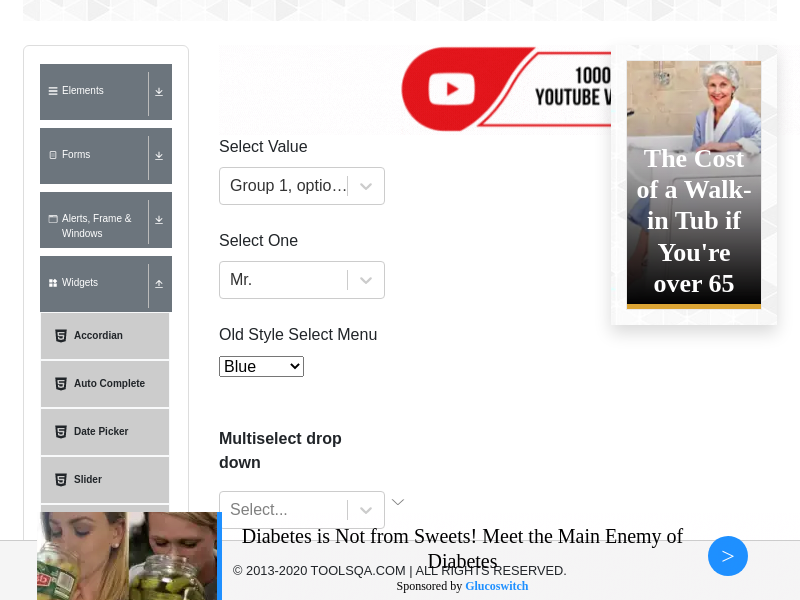 Elements
Forms
Alerts, Frame &
Windows
Widgets
Accordian
Auto Complete
Date Picker
Slider
1000
YOUTUBE V
Select Value
Group 1, optio...
Select One
Mr.
Old Style Select Menu
Blue
Multiselect drop
down
Select...
The Cost
of a Walk-
in Tub if
You're
over 65
Diabetes is Not from Sweets! Meet the Main Enemy of
Diabetes
© 2013-2020 TOOLSQA.COM | ALL RIGHTS RESERVED.
Sponsored by Glucoswitch
>